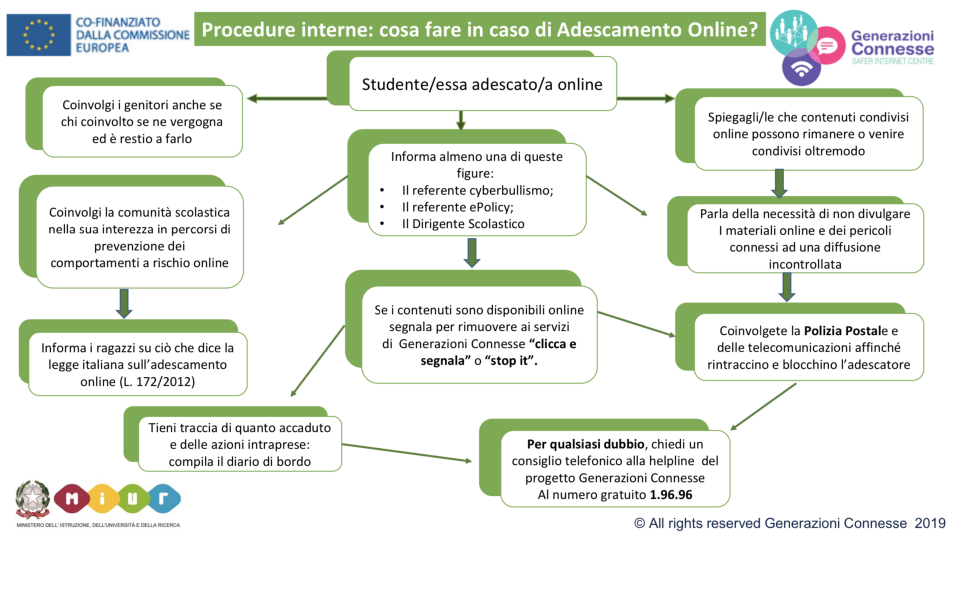 CO-FINANZIATO
DALLA COMMISSIONE
EUROPEA
Procedure interne: cosa fare in caso di Adescamento Online?
Generazioni
Connesse
SAFER INTERNET CENTRE
Studente/essa adescato/a online
Coinvolgi i genitori anche se
chi coinvolto se ne vergogna
ed è restio a farlo
Spiegagli/le che contenuti condivisi
online possono rimanere o venire
condivisi oltremodo
Informa almeno una di queste
figure:
• Il referente cyberbullismo;
• Il referente ePolicy;
• Il Dirigente Scolastico
Coinvolgi la comunità scolastica
nella sua interezza in percorsi di
prevenzione dei
comportamenti a rischio online
Parla della necessità di non divulgare
I materiali online e dei pericoli
connessi ad una diffusione
incontrollata
Se i contenuti sono disponibili online
segnala per rimuovere ai servizi
di Generazioni Connesse “clicca e
segnala” o “stop it”.
Coinvolgete la Polizia Postale e
delle telecomunicazioni affinché
rintraccino e blocchino l’adescatore
Informa i ragazzi su ciò che dice la
legge italiana sull’adescamento
online (L. 172/2012)
Tieni traccia di quanto accaduto
e delle azioni intraprese:
compila il diario di bordo
Per qualsiasi dubbio, chiedi un
consiglio telefonico alla helpline del
progetto Generazioni Connesse
Al numero gratuito 1.96.96
miur
MINISTERO DELL' ISTRUZIONE, DELL'UNIVERSITÀ E DELLA RICERCA
© All rights reserved Generazioni Connesse 2019